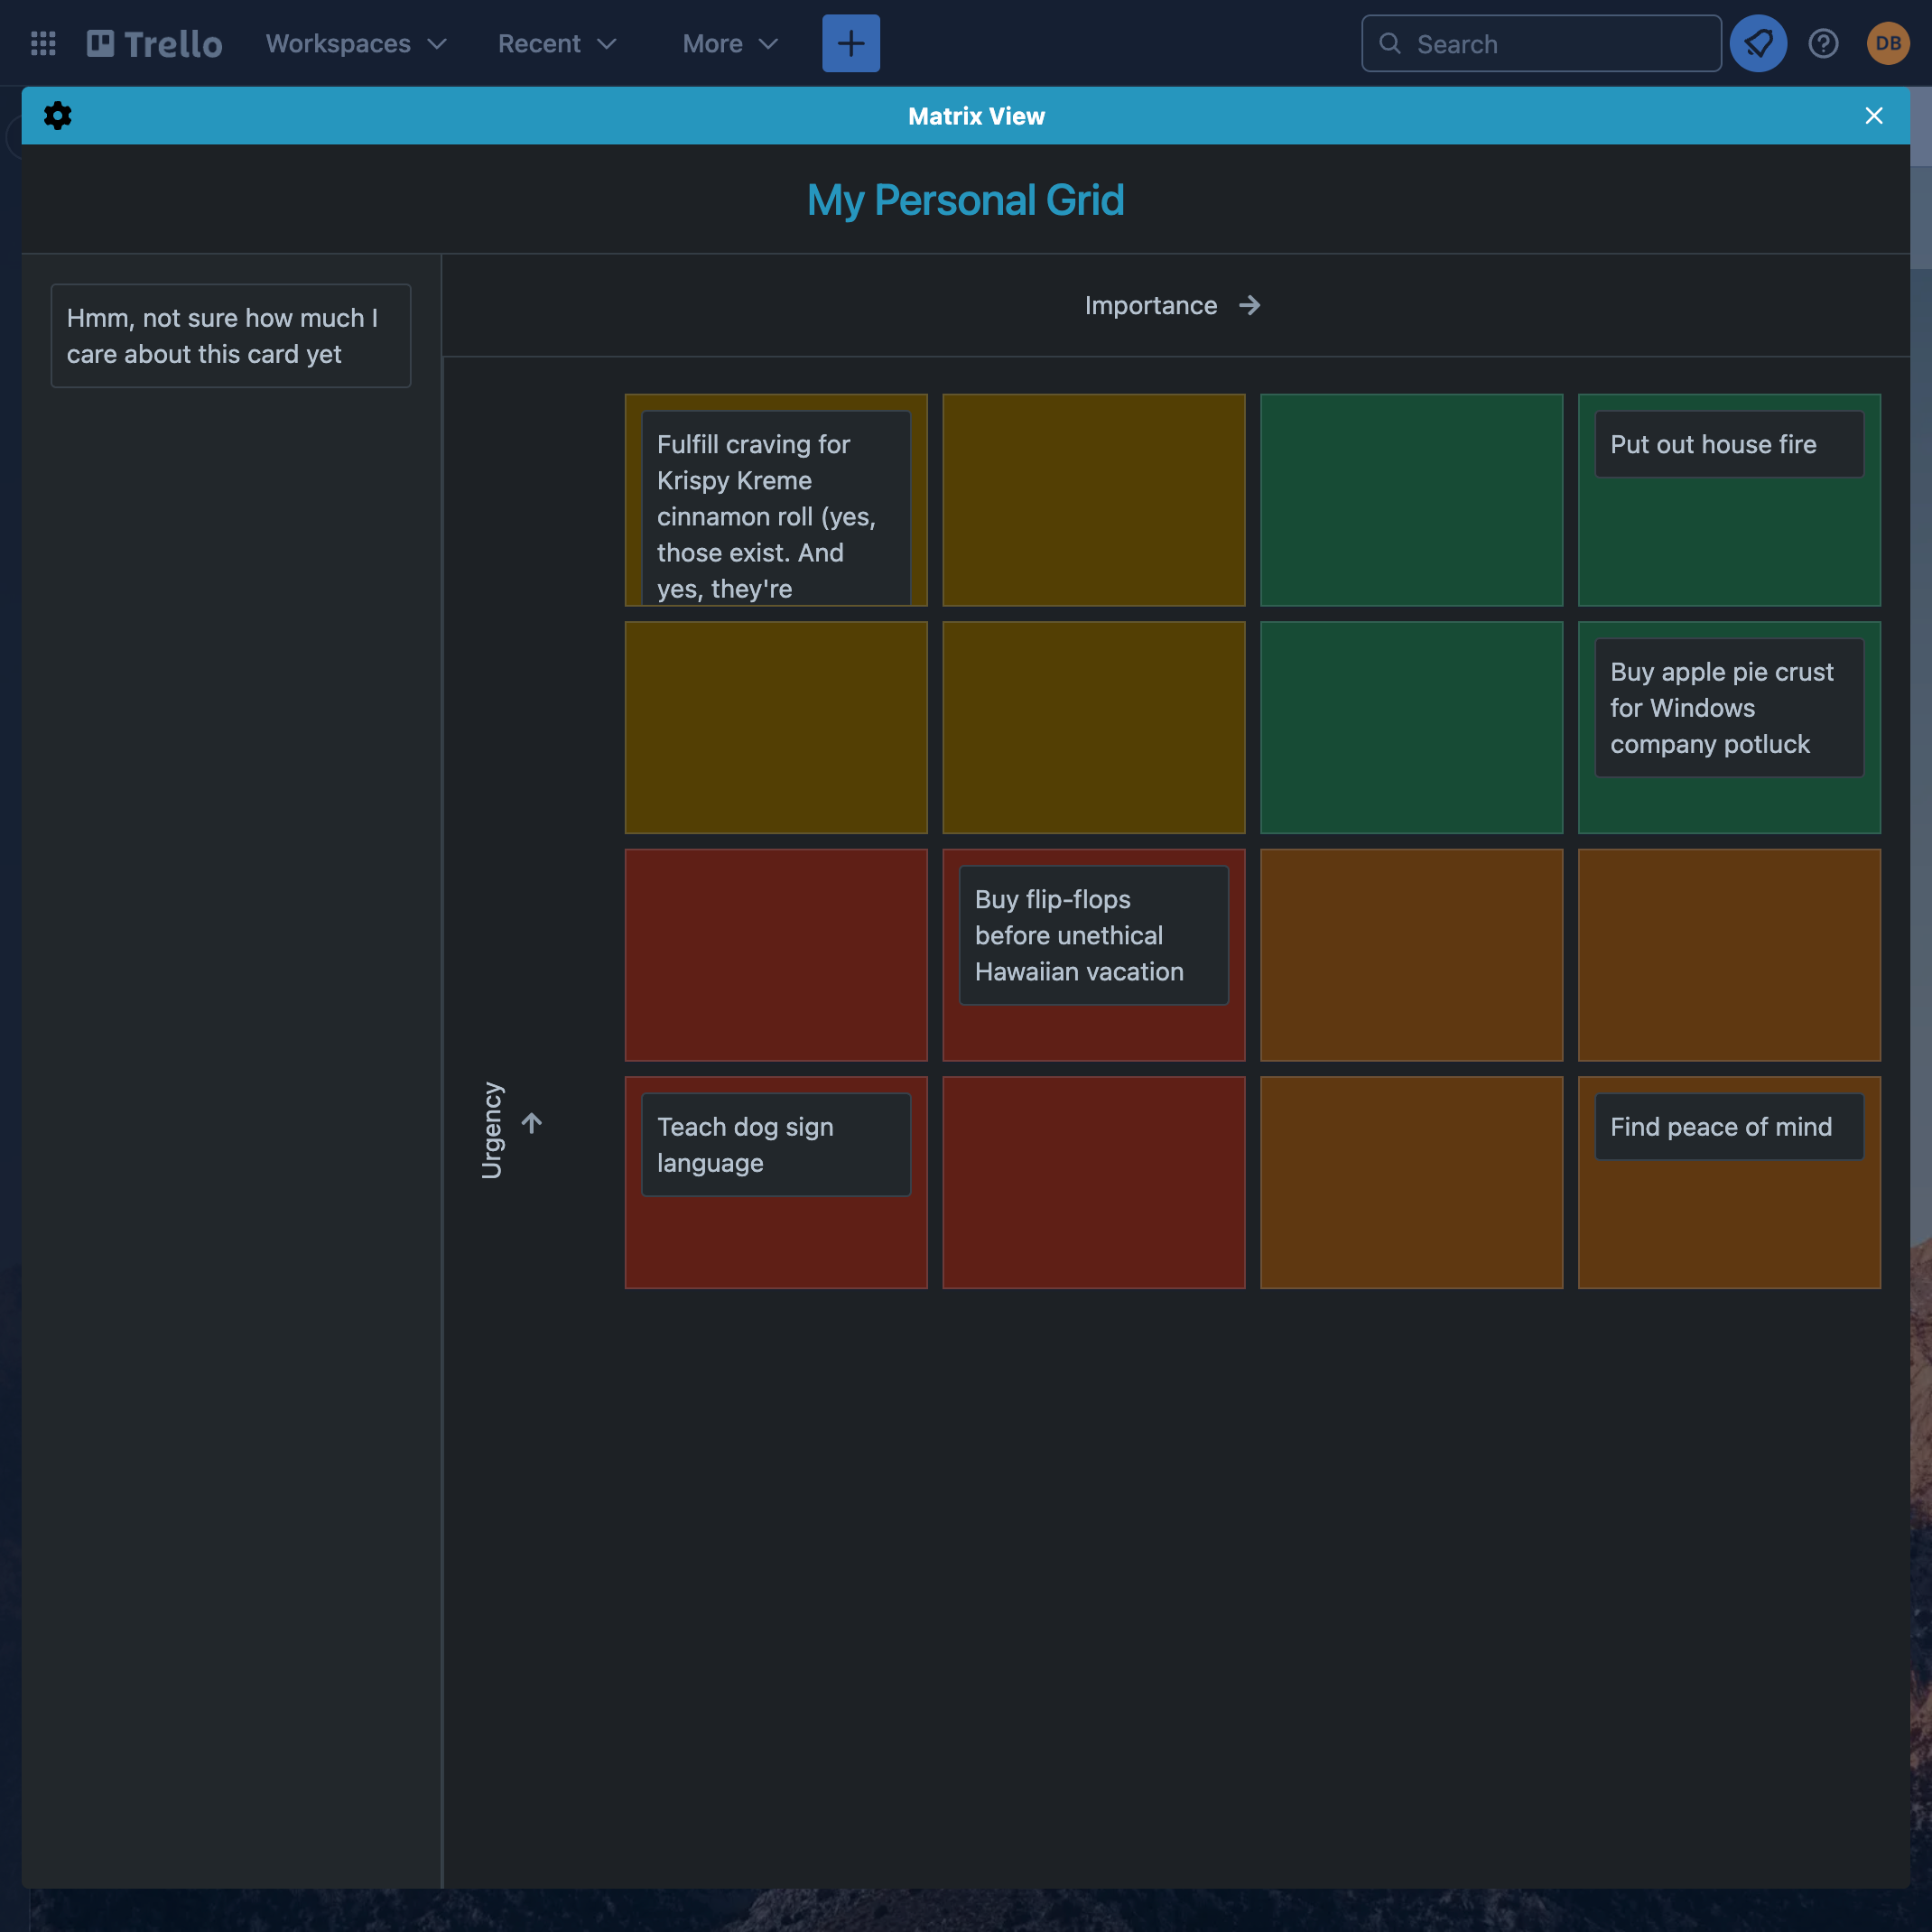 Trello Workspaces Recent More Search DB
Matrix View
My Personal Grid
Hmm, not sure how much I
care about this card yet
Importance
Fulfill craving for
Krispy Kreme
cinnamon roll (yes,
those exist. And
yes, they're
Put out house fire
Buy apple pie crust
for Windows
company potluck
Buy flip-flops
before unethical
Hawaiian vacation
Urgency
Teach dog sign
language
Find peace of mind